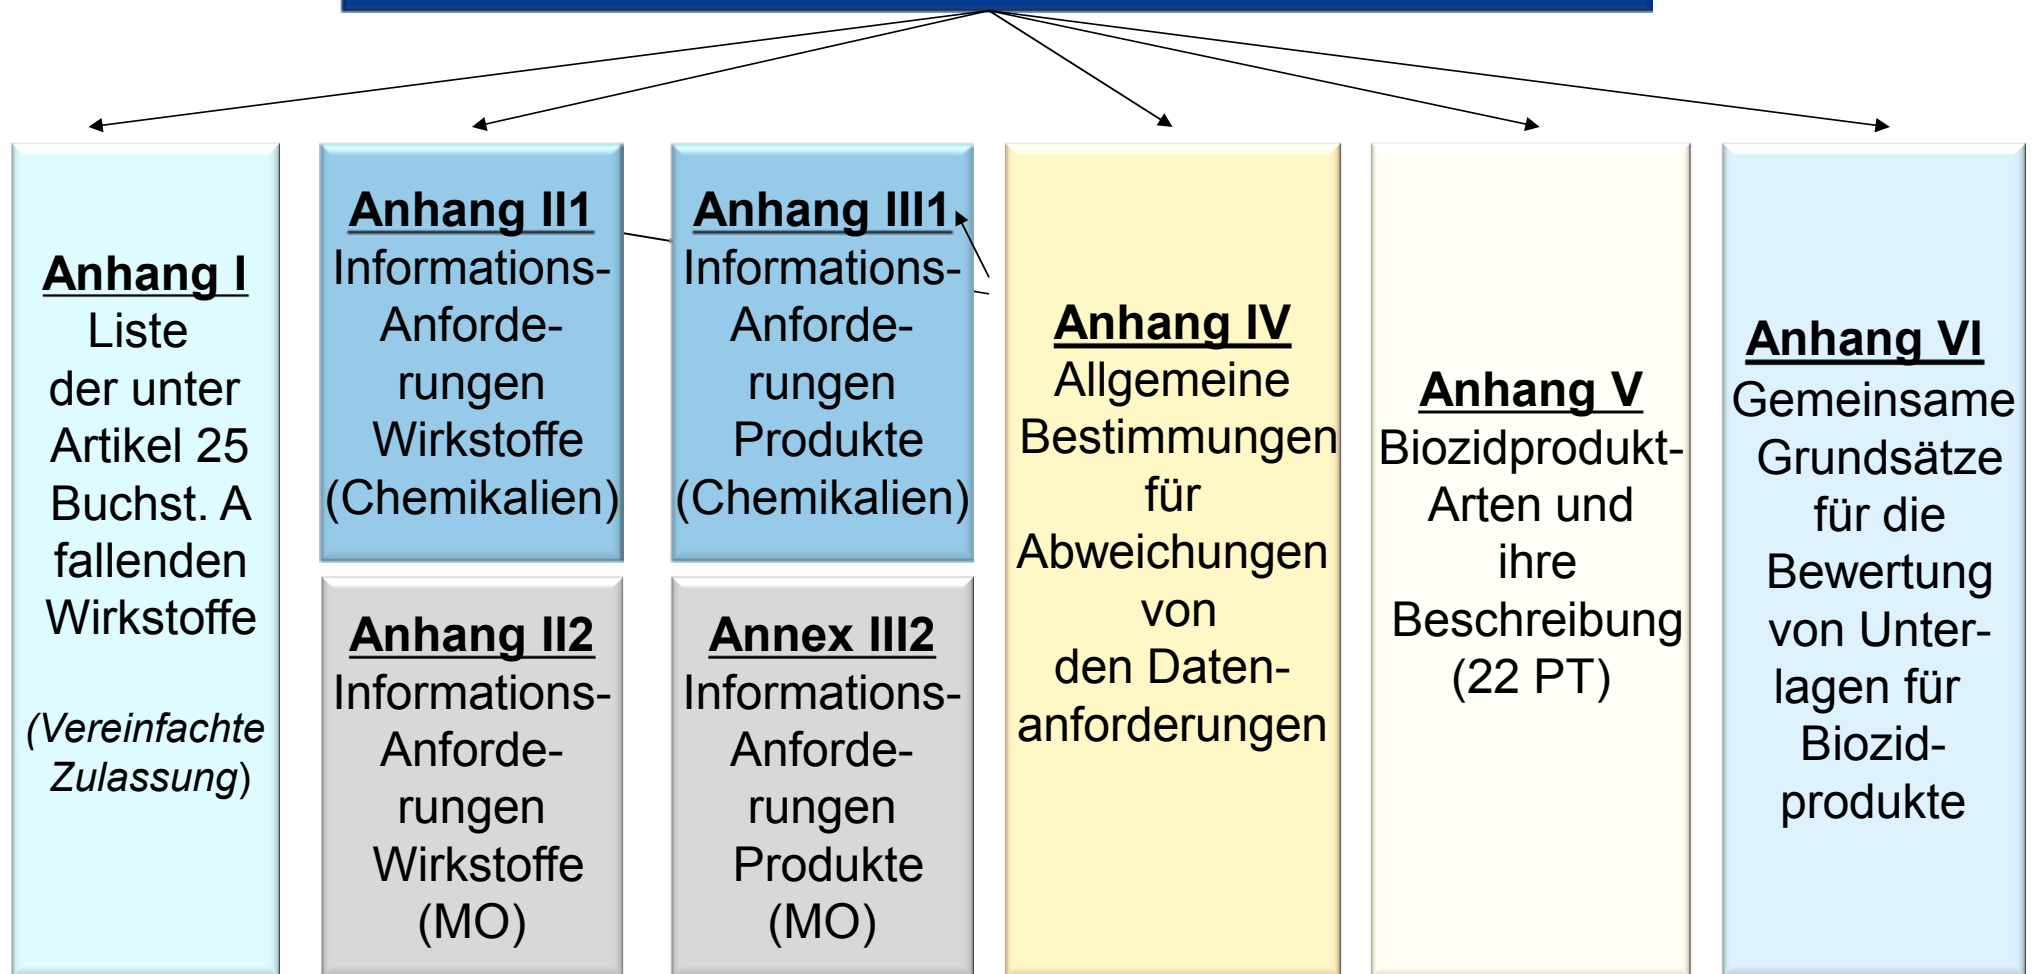 Anhang I
Liste
der unter
Artikel 25
Buchst. A
fallenden
Wirkstoffe
(Vereinfachte
Zulassung)
Anhang II1
Informations-
Anforde-
rungen
Wirkstoffe
(Chemikalien)
Anhang II2
Informations-
Anforde-
rungen
Wirkstoffe
(MO)
Anhang III1
Informations-
Anforde-
rungen
Produkte
(Chemikalien)
Annex III2
Informations-
Anforde-
rungen
Produkte
(MO)
Anhang IV
Allgemeine
Bestimmungen
für
Abweichungen
von
den Daten-
anforderungen
Anhang V
Biozidprodukt-
Arten und
ihre
Beschreibung
(22 PT)
Anhang VI
Gemeinsame
Grundsätze
für die
Bewertung
von Unter-
lagen für
Biozid-
produkte